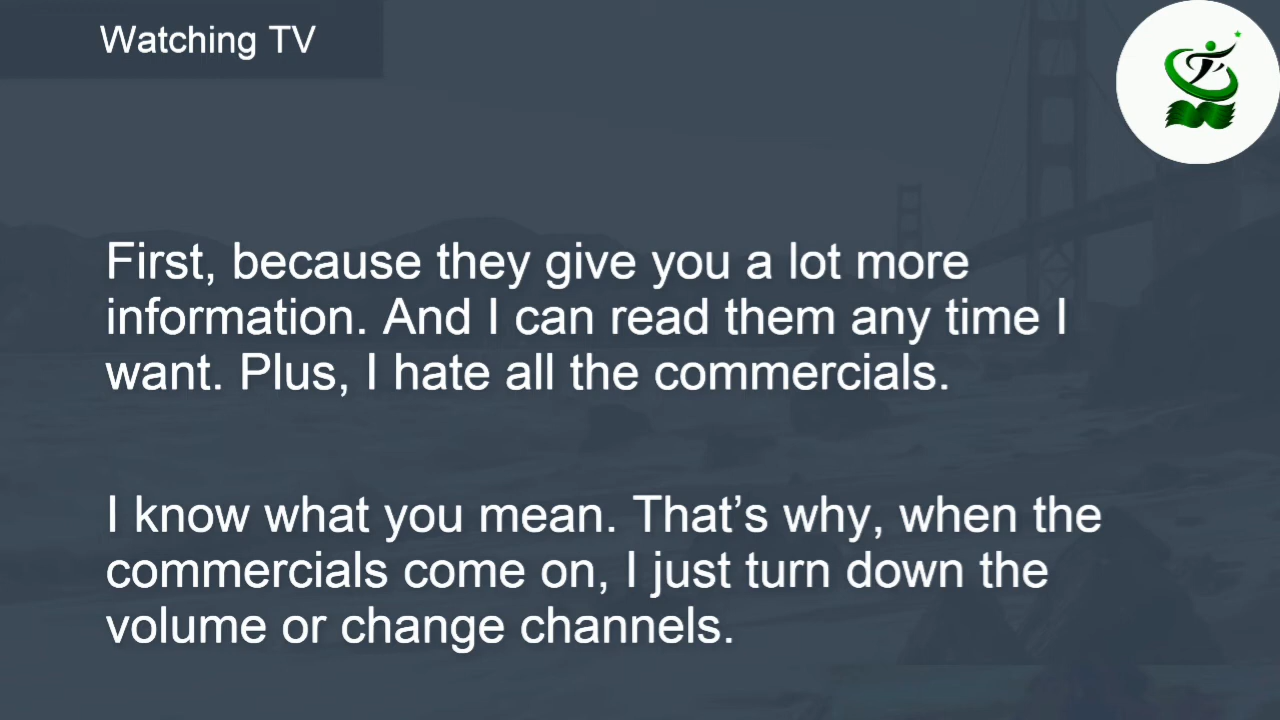 Watching TV
First, because they give you a lot more
information. And I can read them any time I
want. Plus, I hate all the commercials.
I know what you mean. That’s why, when the
commercials come on, I just turn down the
volume or change channels.